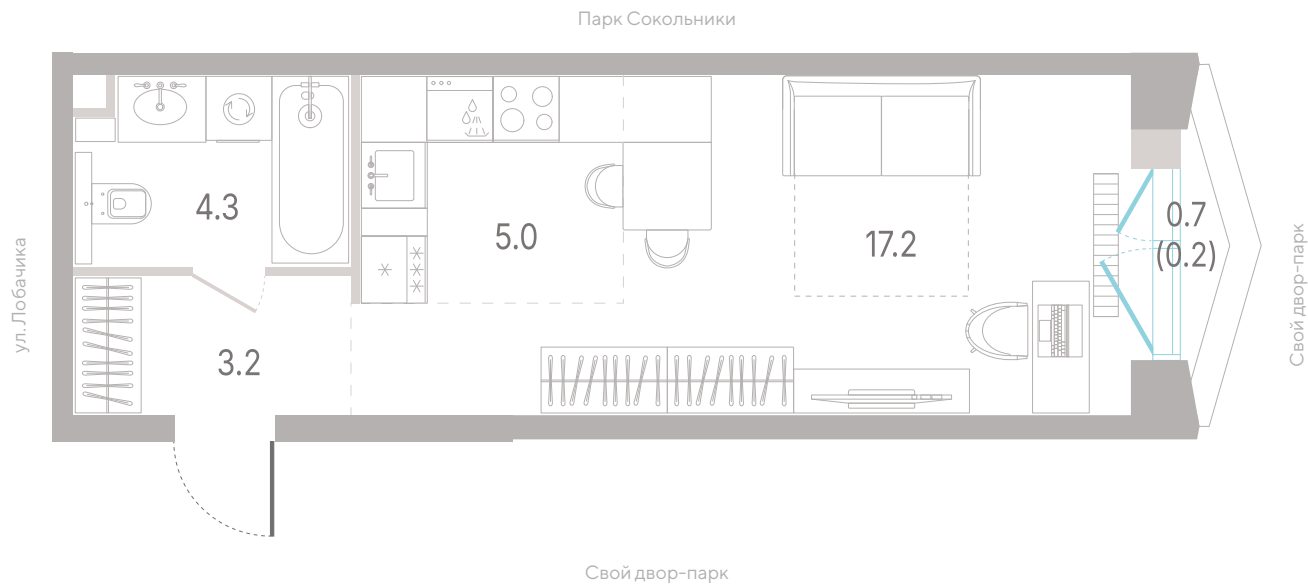 Парк Сокольники
4.3
5.0
17.2
0.7
(0.2)
3.2
ул. Лобачика
Свой двор-парк
Свой двор-парк